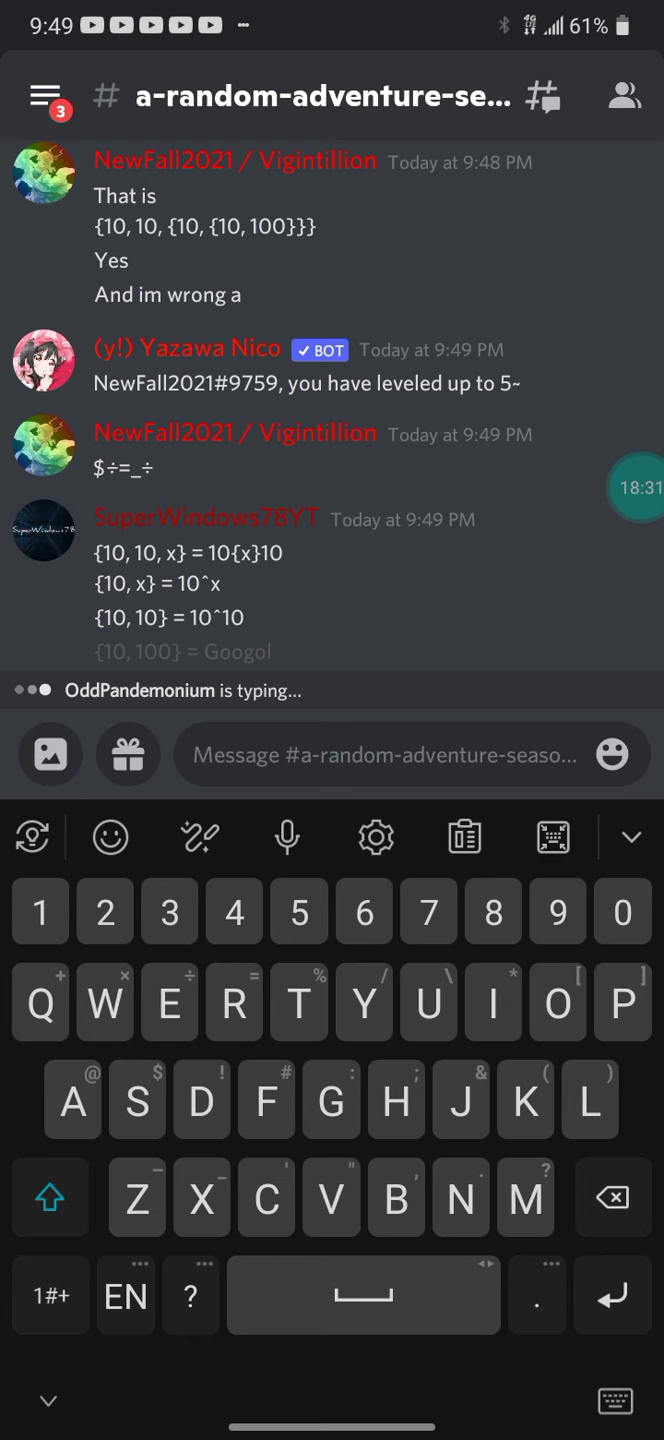 9:49
4G
61%
3
# a-random-adventure-se...
NewFall2021 / Vigintillion Today at 9:48 PM
That is
{10, 10, {10, {10, 100}}}
Yes
And im wrong a
(y!) Yazawa Nico ✓ BOT Today at 9:49 PM
NewFall2021#9759, you have leveled up to 5~
NewFall2021 / Vigintillion Today at 9:49 PM
$÷=_÷
18:31
SuperWindows78
SuperWindows78YT Today at 9:49 PM
{10, 10, x} = 10{x}10
{10, x} = 10^x
{10, 10} = 10^10
{10, 100} = Googol
OddPandemonium is typing...
Message #a-random-adventure-seaso...
1 2 3 4 5 6 7 8 9 0
+ × ÷ = % / \ * [ ]
Q W E R T Y U I O P
@ $ ! # : ; & ( )
A S D F G H J K L
– _ ' " , . ?
Z X C V B N M
1#+ EN ? .